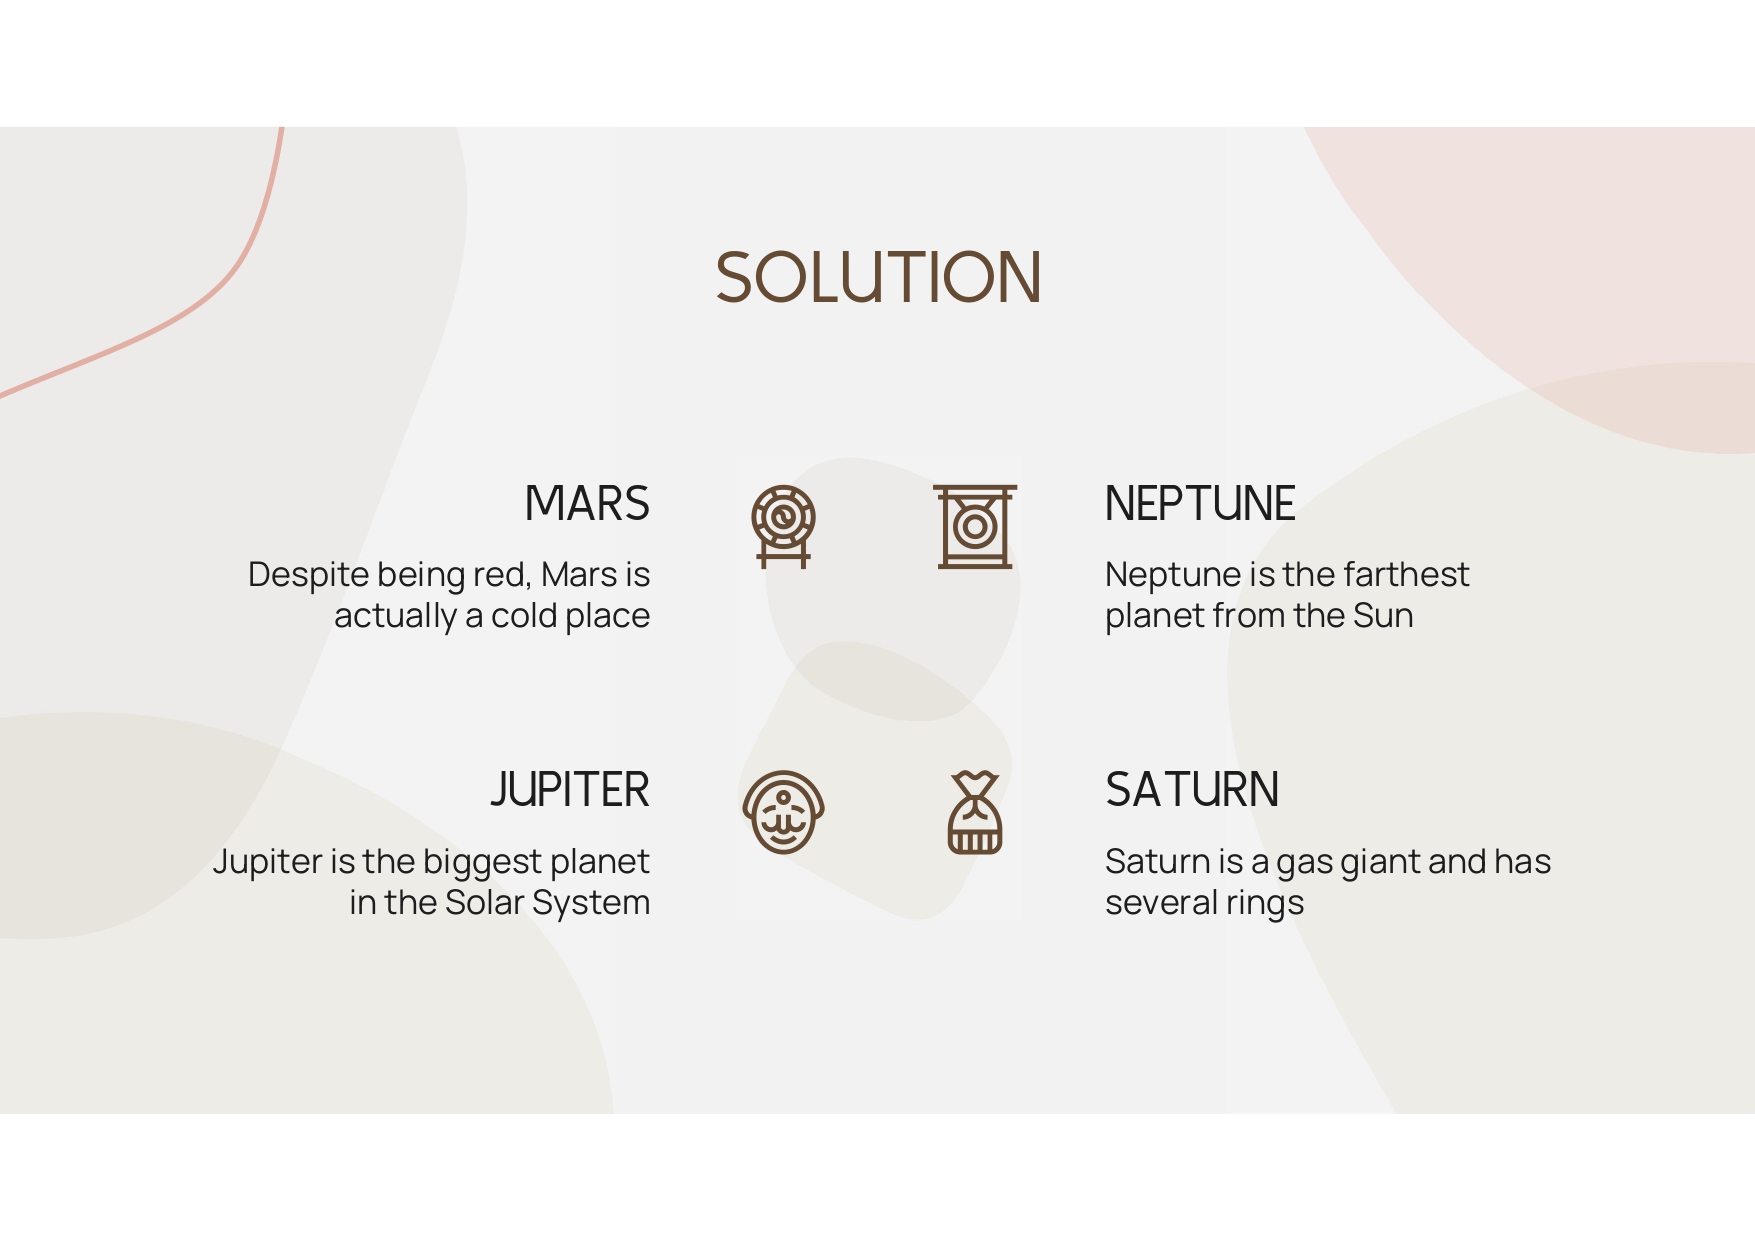 SOLUTION
MARS
Despite being red, Mars is
actually a cold place
NEPTUNE
Neptune is the farthest
planet from the Sun
JUPITER
Jupiter is the biggest planet
in the Solar System
SATURN
Saturn is a gas giant and has
several rings